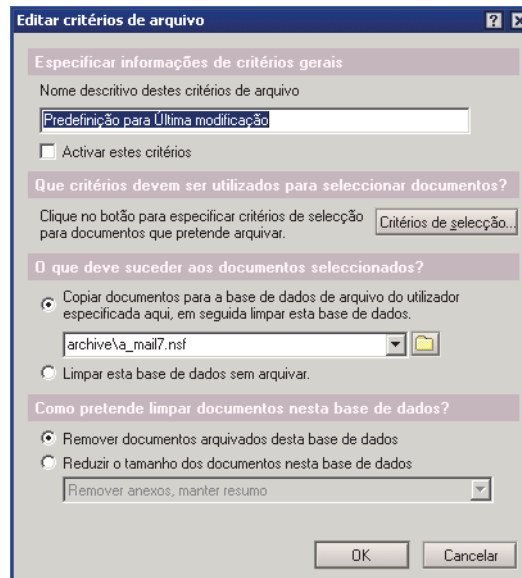 Editar critérios de arquivo
Especificar informações de critérios gerais
Nome descritivo destes critérios de arquivo
Predefinição para Última modificação
Activar estes critérios
Que critérios devem ser utilizados para seleccionar documentos?
Clique no botão para especificar critérios de selecção
para documentos que pretende arquivar.
Critérios de selecção...
O que deve suceder aos documentos seleccionados?
Copiar documentos para a base de dados de arquivo do utilizador
especificada aqui, em seguida limpar esta base de dados.
archive\a_mail7.nsf
Limpar esta base de dados sem arquivar.
Como pretende limpar documentos nesta base de dados?
Remover documentos arquivados desta base de dados
Reduzir o tamanho dos documentos nesta base de dados
Remover anexos, manter resumo
OK
Cancelar